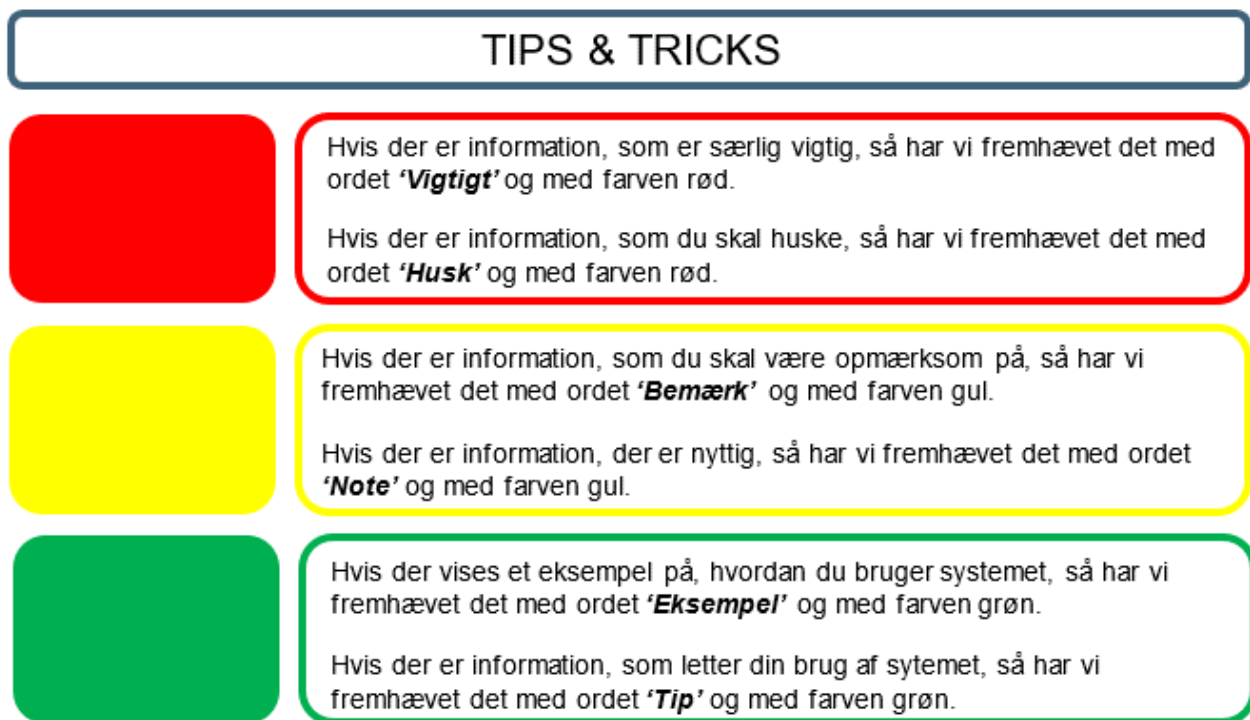 TIPS & TRICKS
Hvis der er information, som er særlig vigtig, så har vi fremhævet det med
ordet ‘Vigtigt’ og med farven rød.
Hvis der er information, som du skal huske, så har vi fremhævet det med
ordet ‘Husk’ og med farven rød.
Hvis der er information, som du skal være opmærksom på, så har vi
fremhævet det med ordet ‘Bemærk’ og med farven gul.
Hvis der er information, der er nyttig, så har vi fremhævet det med ordet
‘Note’ og med farven gul.
Hvis der vises et eksempel på, hvordan du bruger systemet, så har vi
fremhævet det med ordet ‘Eksempel’ og med farven grøn.
Hvis der er information, som letter din brug af sytemet, så har vi
fremhævet det med ordet ‘Tip’ og med farven grøn.